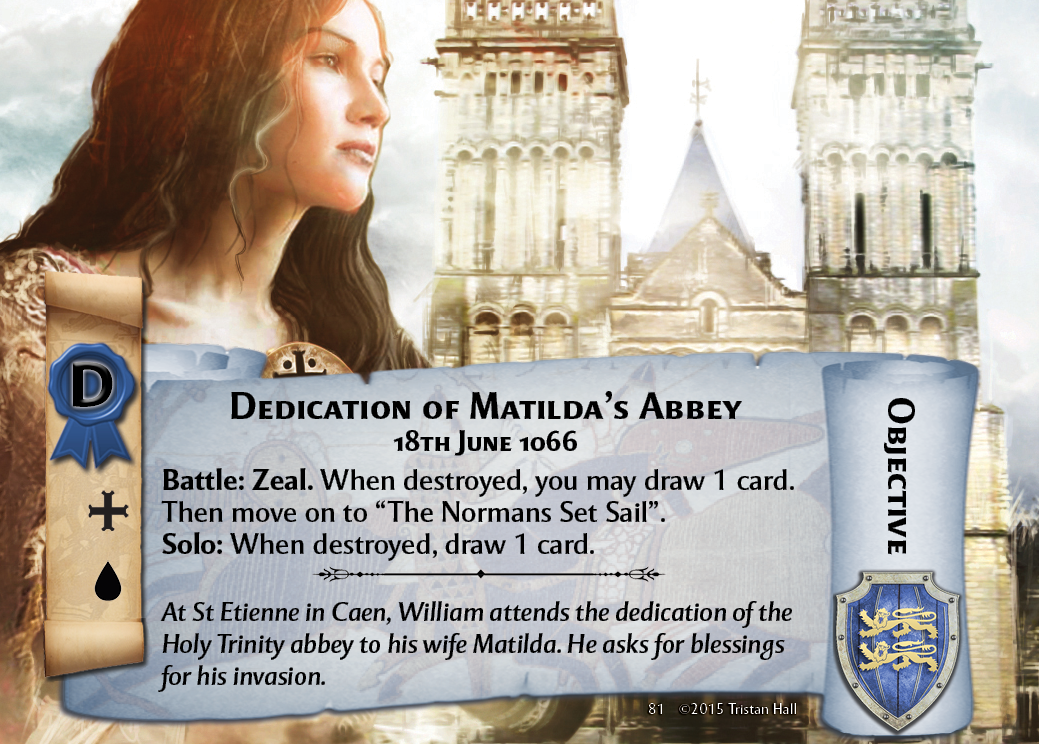 D
Dedication of Matilda's Abbey
18th June 1066
Battle: Zeal. When destroyed, you may draw 1 card.
Then move on to “The Normans Set Sail”.
Solo: When destroyed, draw 1 card.
At St Etienne in Caen, William attends the dedication of the
Holy Trinity abbey to his wife Matilda. He asks for blessings
for his invasion.
Objective
81 ©2015 Tristan Hall